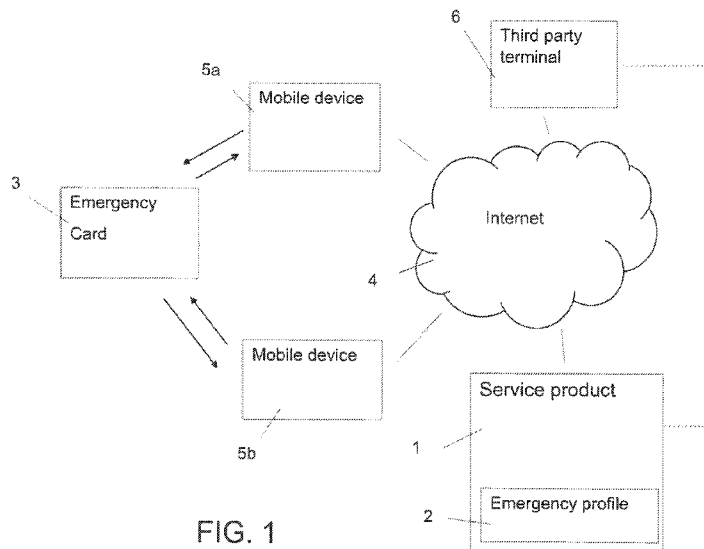 6
Third party
terminal
5a
Mobile device
3
Emergency
Card
Internet
4
Mobile device
5b
Service product
1
2
Emergency profile
FIG. 1